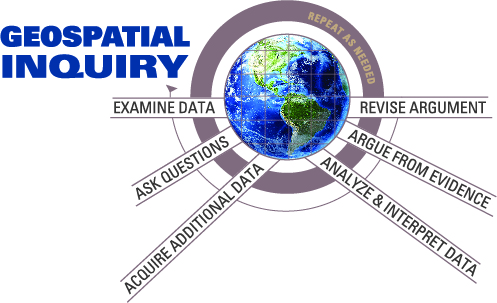 GEOSPATIAL
INQUIRY
REPEAT AS NEEDED
EXAMINE DATA
ASK QUESTIONS
ACQUIRE ADDITIONAL DATA
ANALYZE & INTERPRET DATA
ARGUE FROM EVIDENCE
REVISE ARGUMENT